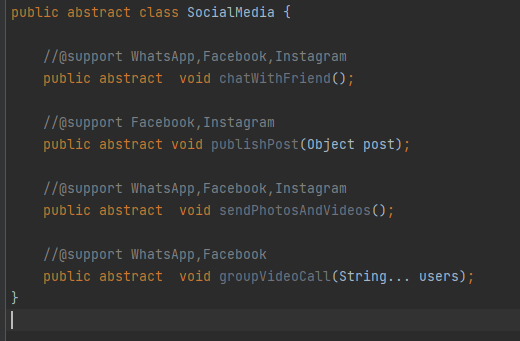 public abstract class SocialMedia {
//@support WhatsApp,Facebook,Instagram
public abstract  void chatWithFriend();
//@support Facebook,Instagram
public abstract void publishPost(Object post);
//@support WhatsApp,Facebook,Instagram
public abstract  void sendPhotosAndVideos();
//@support WhatsApp,Facebook
public abstract  void groupVideoCall(String... users);
}